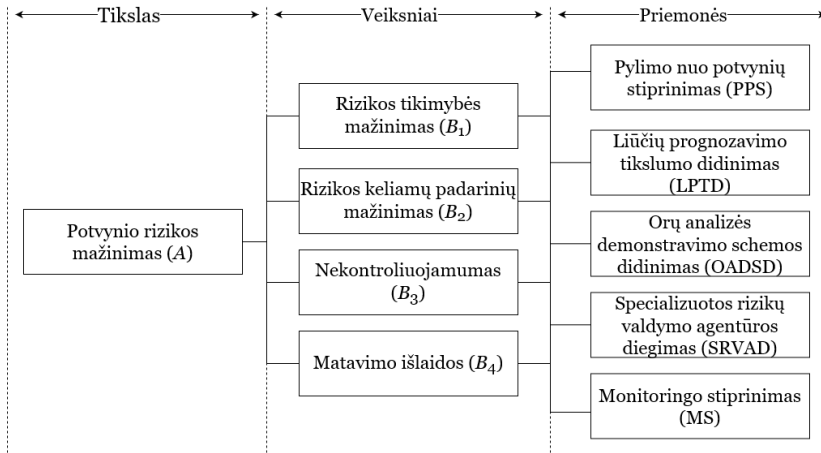 Tikslas
Veiksniai
Priemonės
Potvynio rizikos
mažinimas (A)
Rizikos tikimybės
mažinimas (B₁)
Rizikos keliamų padarinių
mažinimas (B₂)
Nekontroliuojamumas
(B₃)
Matavimo išlaidos (B₄)
Pylimo nuo potvynių
stiprinimas (PPS)
Liūčių prognozavimo
tikslumo didinimas
(LPTD)
Orų analizės
demonstravimo schemos
didinimas (OADSD)
Specializuotos rizikų
valdymo agentūros
diegimas (SRVAD)
Monitoringo stiprinimas
(MS)